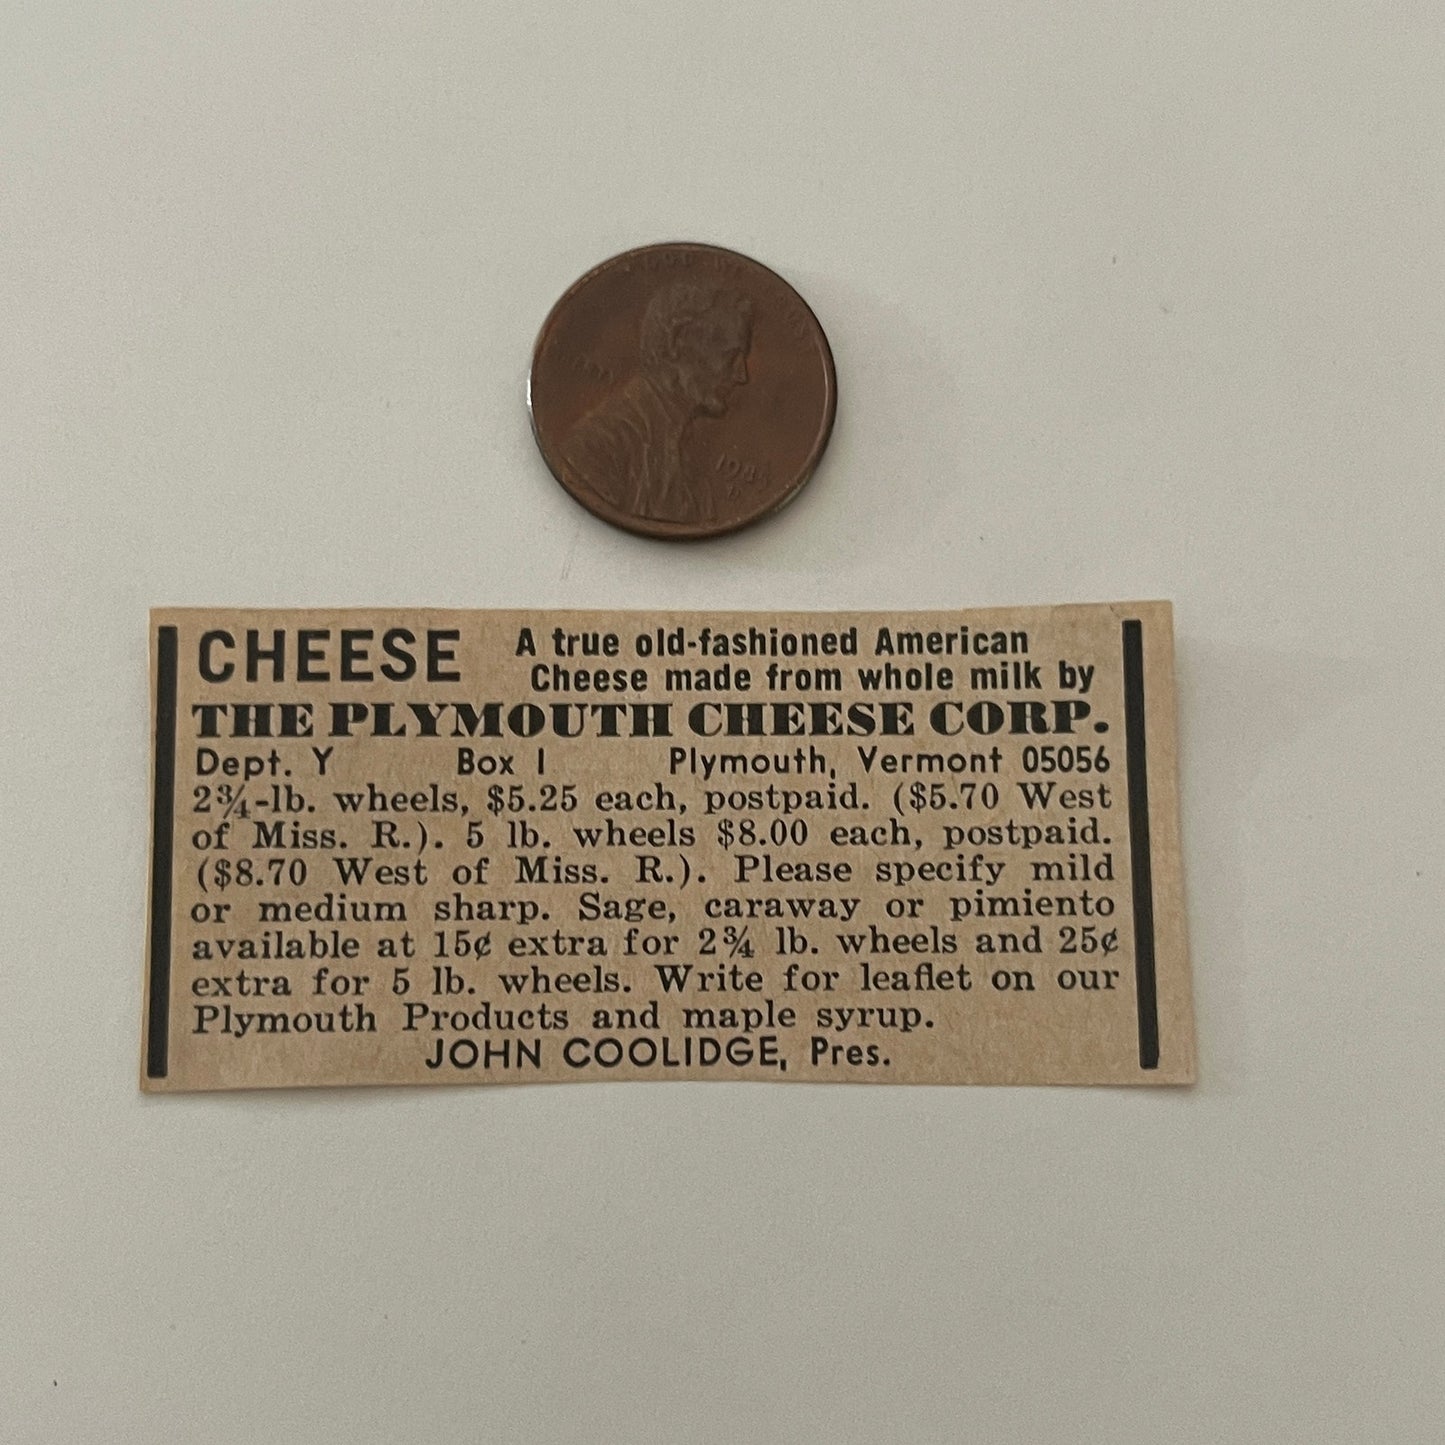 CHEESE A true old-fashioned American
Cheese made from whole milk by
THE PLYMOUTH CHEESE CORP.
Dept. Y Box 1 Plymouth, Vermont 05056
2¾-lb. wheels, $5.25 each, postpaid. ($5.70 West
of Miss. R.). 5 lb. wheels $8.00 each, postpaid.
($8.70 West of Miss. R.). Please specify mild
or medium sharp. Sage, caraway or pimiento
available at 15¢ extra for 2¾ lb. wheels and 25¢
extra for 5 lb. wheels. Write for leaflet on our
Plymouth Products and maple syrup.
JOHN COOLIDGE, Pres.